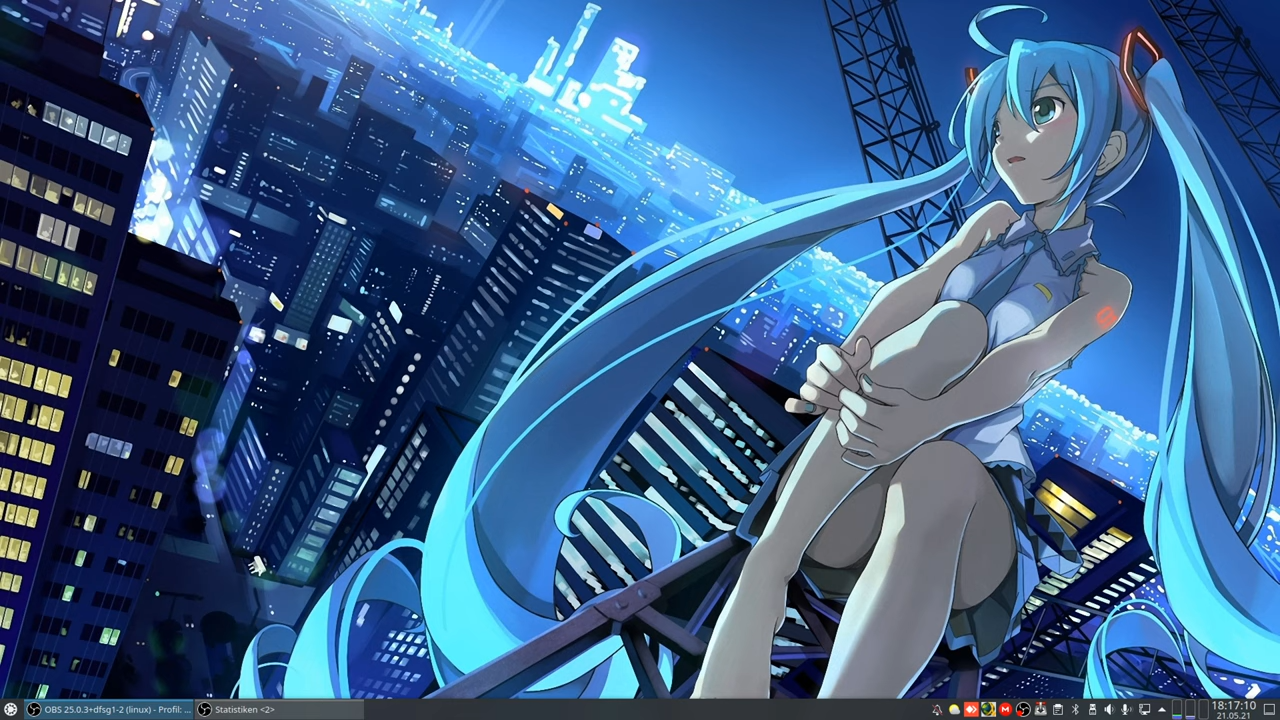 OBS 25.0.3+dfsg1-2 (linux) - Profil: ...
Statistiken <2>
18:17:10
21.05.21